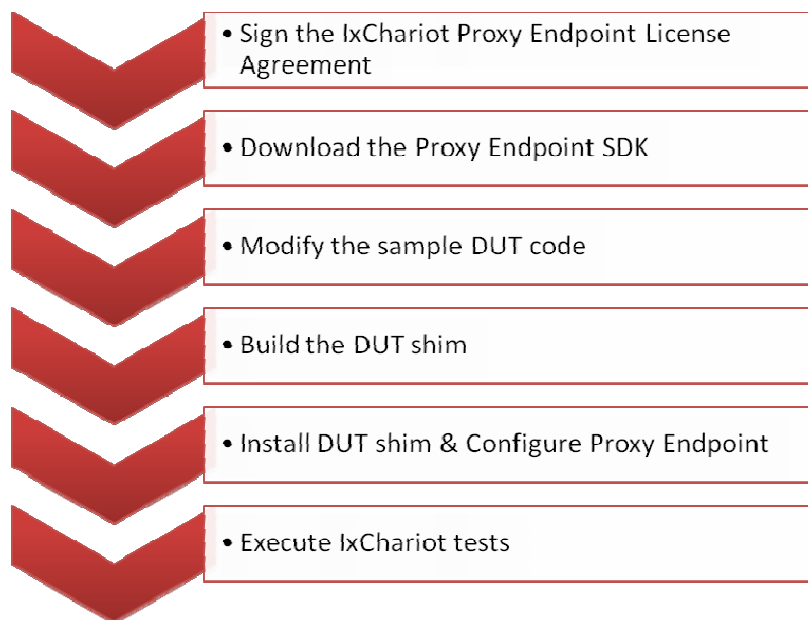 • Sign the IxChariot Proxy Endpoint License
Agreement
• Download the Proxy Endpoint SDK
• Modify the sample DUT code
• Build the DUT shim
• Install DUT shim & Configure Proxy Endpoint
• Execute IxChariot tests